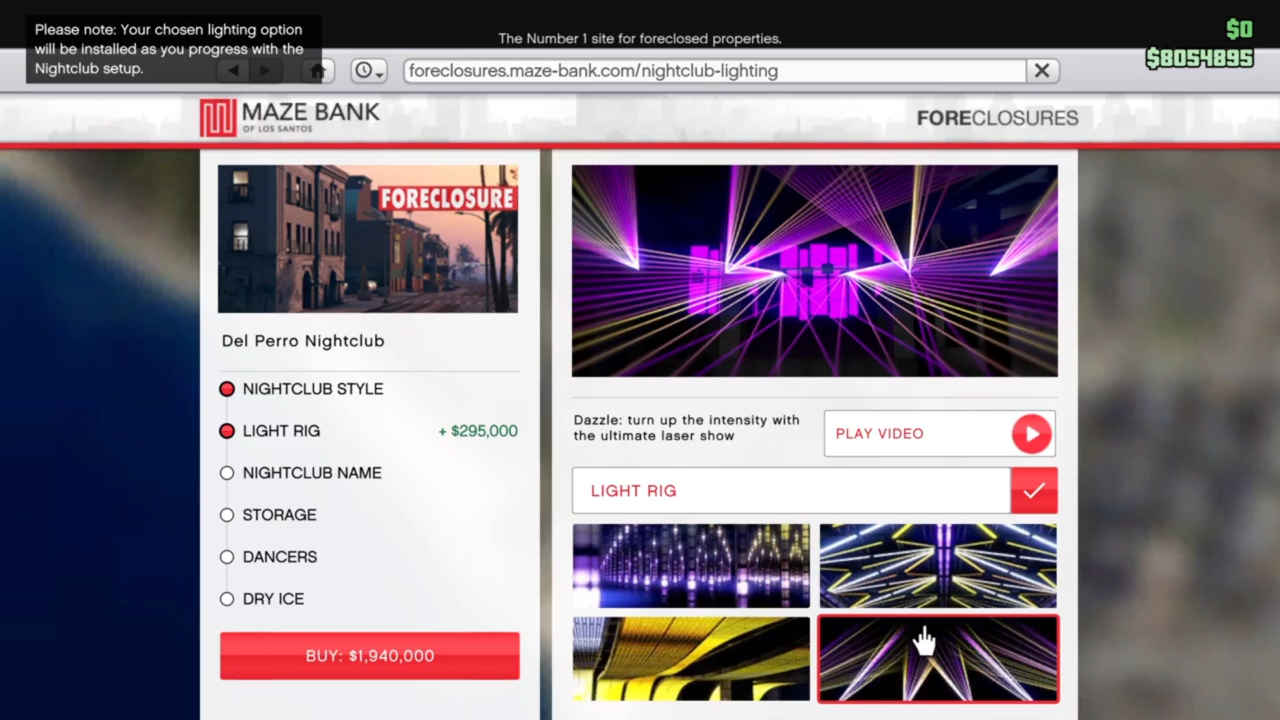 Please note: Your chosen lighting option
will be installed as you progress with the
Nightclub setup.
The Number 1 site for foreclosed properties.
$0
$8054895
foreclosures.maze-bank.com/nightclub-lighting
MAZE BANK
OF LOS SANTOS
FORECLOSURES
FORECLOSURE
Del Perro Nightclub
NIGHTCLUB STYLE
LIGHT RIG + $295,000
NIGHTCLUB NAME
STORAGE
DANCERS
DRY ICE
BUY: $1,940,000
Dazzle: turn up the intensity with
the ultimate laser show
PLAY VIDEO
LIGHT RIG